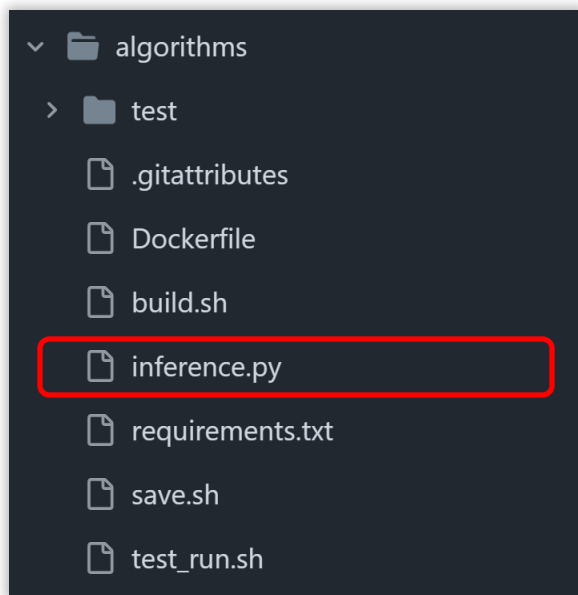 algorithms
test
.gitattributes
Dockerfile
build.sh
inference.py
requirements.txt
save.sh
test_run.sh